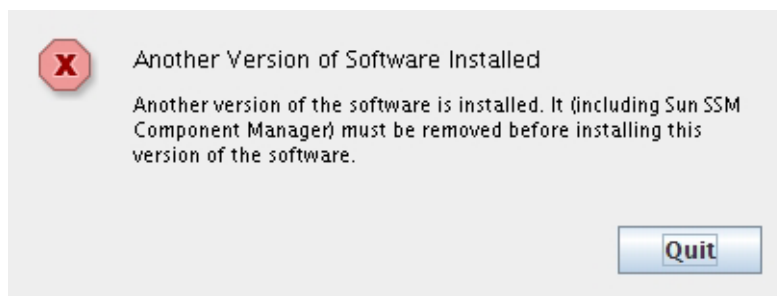 Another Version of Software Installed
Another version of the software is installed. It (including Sun SSM
Component Manager) must be removed before installing this
version of the software.
Quit